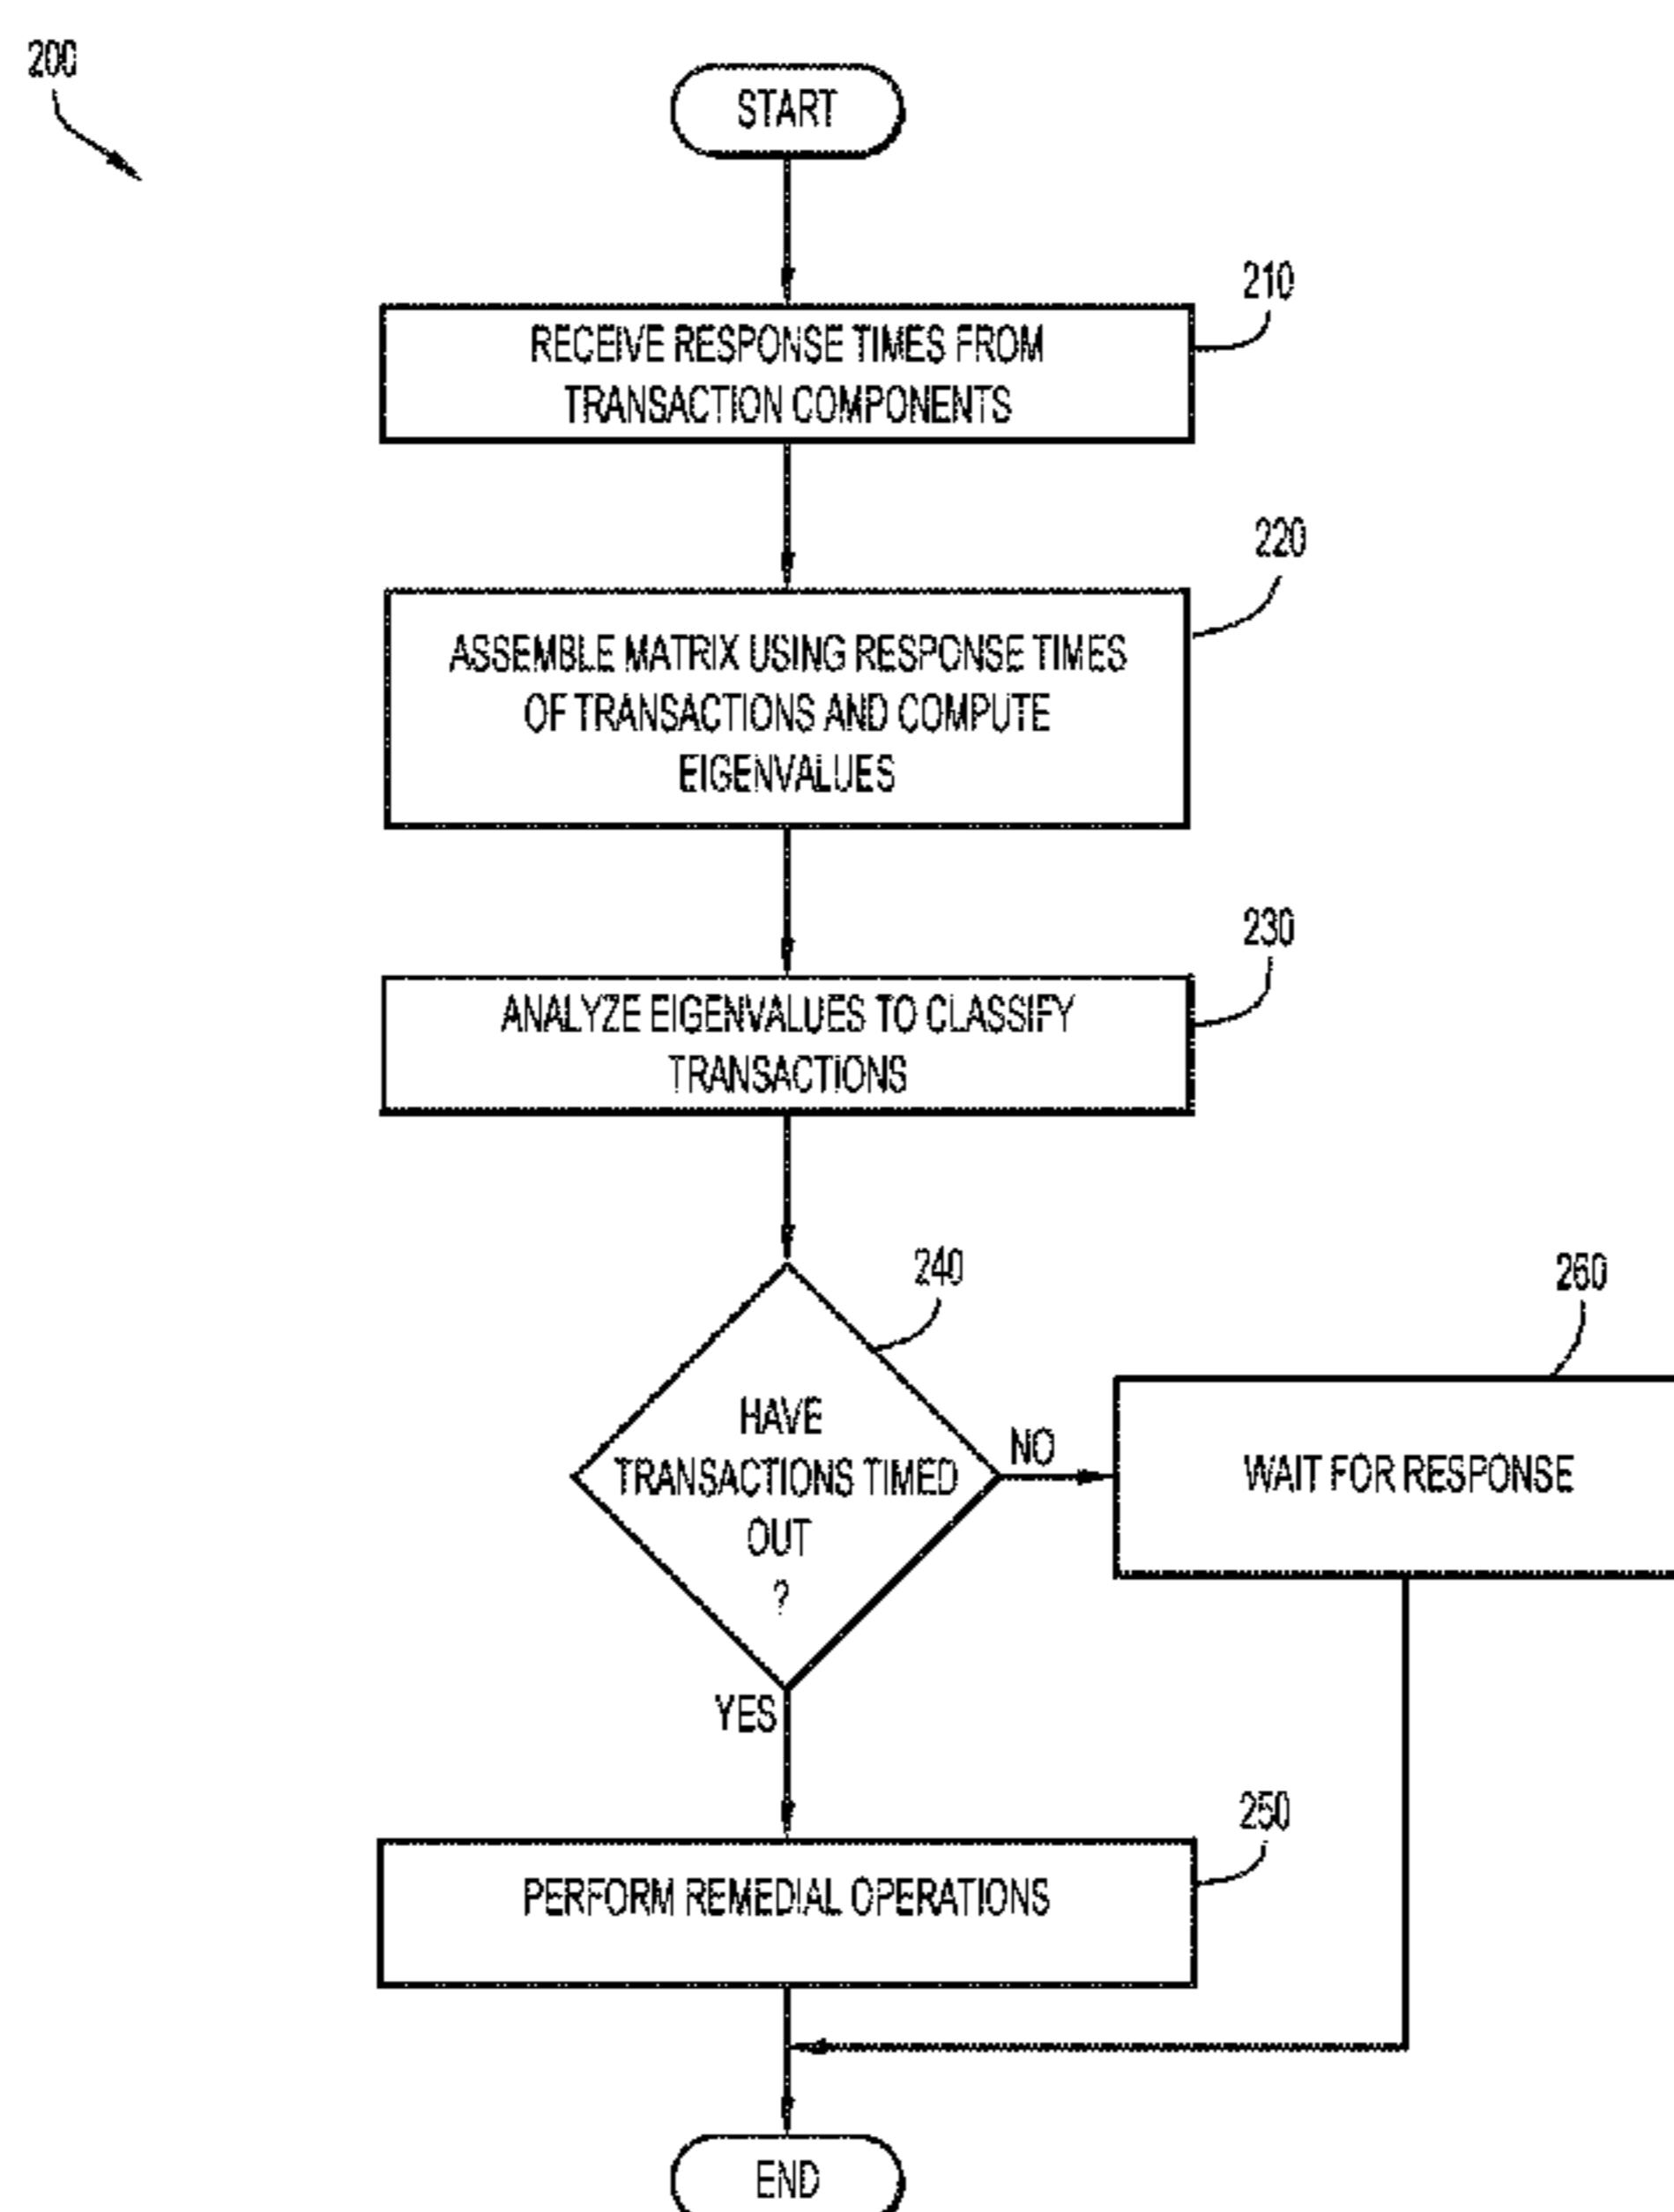 200
START
210
RECEIVE RESPONSE TIMES FROM
TRANSACTION COMPONENTS
220
ASSEMBLE MATRIX USING RESPONSE TIMES
OF TRANSACTIONS AND COMPUTE
EIGENVALUES
230
ANALYZE EIGENVALUES TO CLASSIFY
TRANSACTIONS
240
HAVE
TRANSACTIONS TIMED
OUT
?
NO
260
WAIT FOR RESPONSE
YES
250
PERFORM REMEDIAL OPERATIONS
END